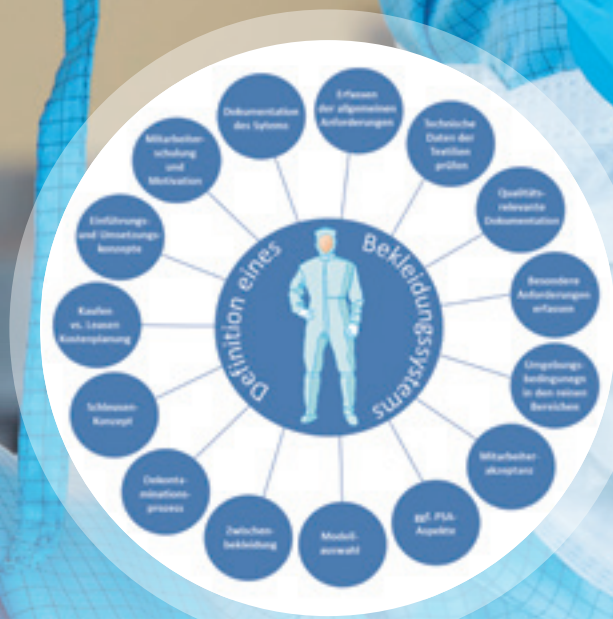 Definition eines
Bekleidungssystems
Erfassen
der allgemeinen
Anforderungen
Technische
Daten der
Textilien
prüfen
Qualitäts-
relevante
Dokumentation
Besondere
Anforderungen
erfassen
Umgebungs-
bedingunegn
in den reinen
Bereichen
Mitarbeiter-
akzeptanz
ggf. PSA-
Aspekte
Modell-
auswahl
Zwischen-
bekleidung
Dekonta-
minations-
prozess
Schleusen-
Konzept
Kaufen
vs. Leasen
Kostenplanung
Einführungs-
und Umsetzungs-
konzepte
Mitarbeiter-
schulung
und
Motivation
Dokumentation
des Sytems